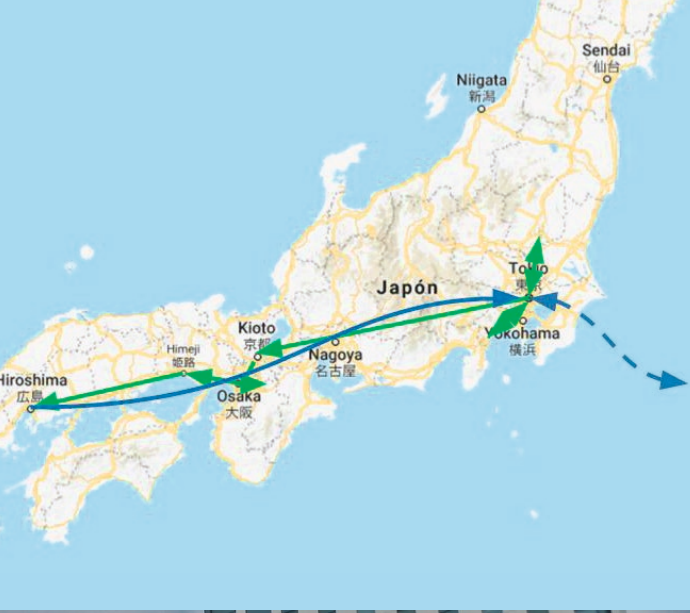 Sendai
仙台
Niigata
新潟
Tokio
東京
Japón
Yokohama
横浜
Kioto
京都
Nagoya
名古屋
Himeji
姫路
Hiroshima
広島
Osaka
大阪